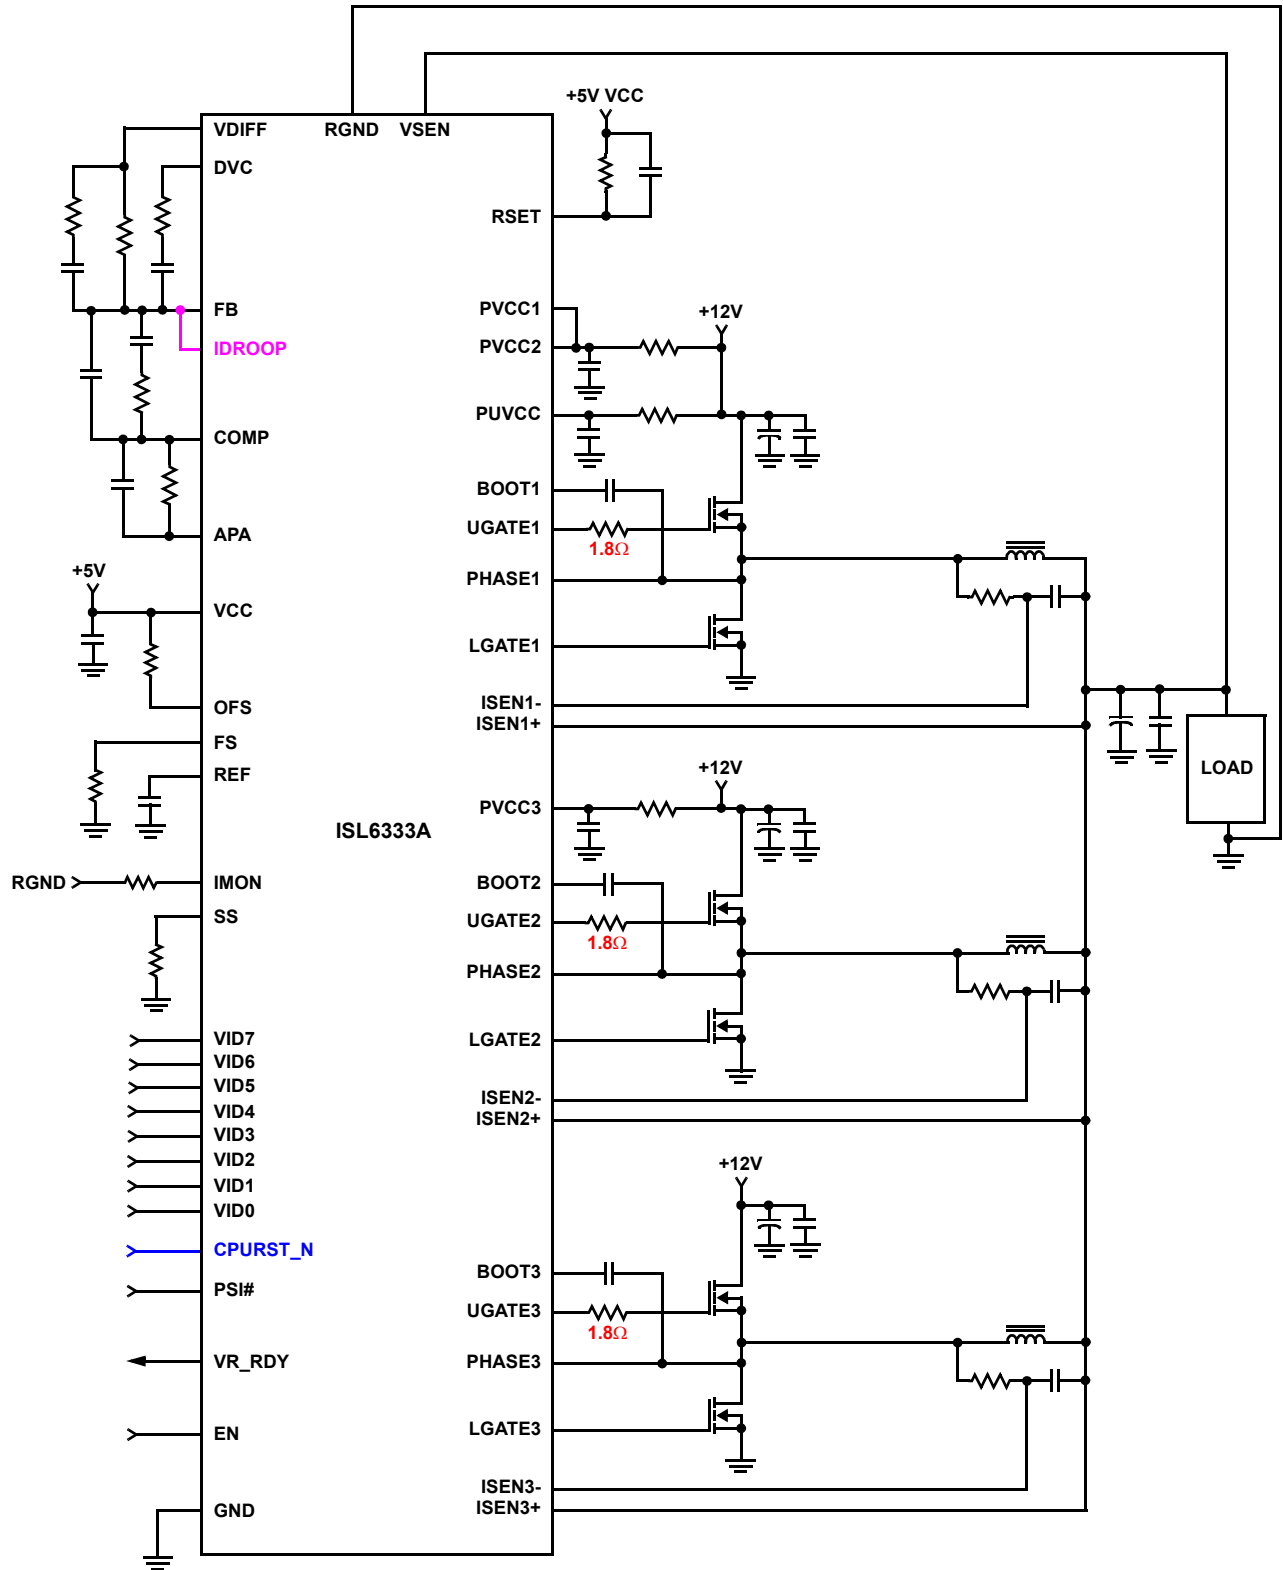 +5V VCC
VDIFF
RGND
VSEN
DVC
RSET
FB
IDROOP
PVCC1
+12V
PVCC2
PUVCC
COMP
BOOT1
UGATE1
1.8Ω
APA
+5V
PHASE1
VCC
LGATE1
OFS
ISEN1-
ISEN1+
FS
REF
LOAD
+12V
PVCC3
ISL6333A
RGND
IMON
SS
BOOT2
UGATE2
1.8Ω
PHASE2
LGATE2
VID7
VID6
VID5
VID4
VID3
VID2
VID1
VID0
ISEN2-
ISEN2+
+12V
CPURST_N
PSI#
BOOT3
UGATE3
1.8Ω
VR_RDY
PHASE3
EN
LGATE3
ISEN3-
ISEN3+
GND